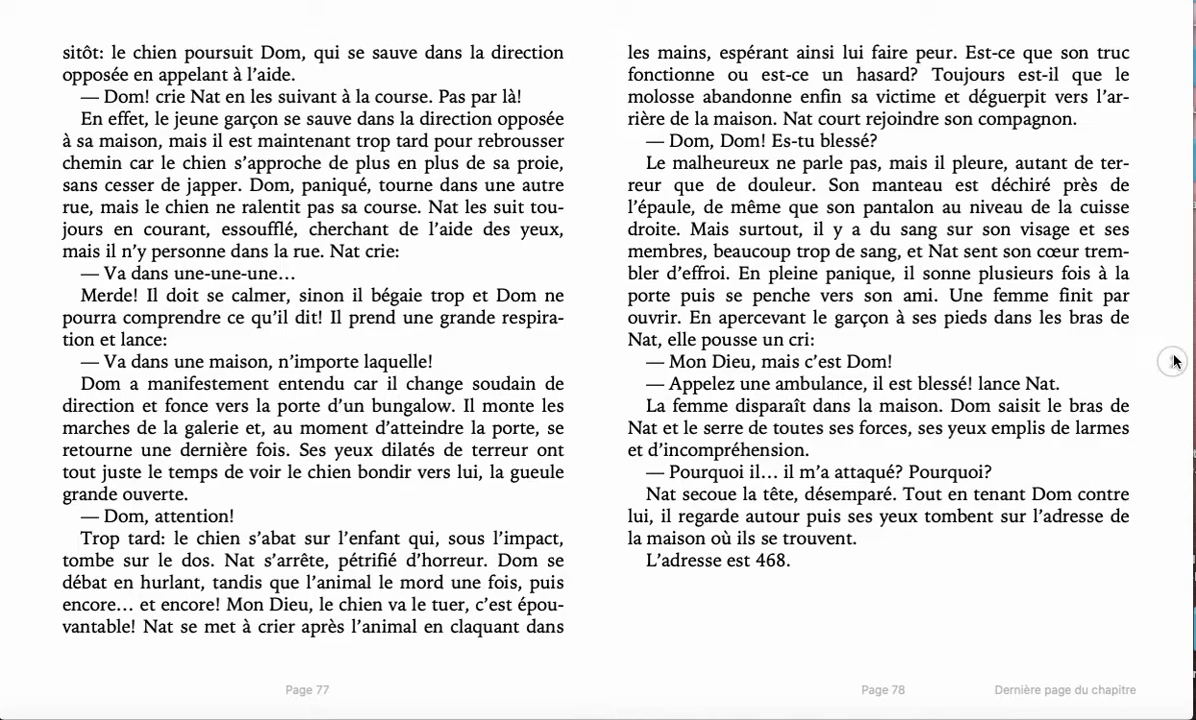 sitôt: le chien poursuit Dom, qui se sauve dans la direction
opposée en appelant à l'aide.
— Dom! crie Nat en les suivant à la course. Pas par là!
En effet, le jeune garçon se sauve dans la direction opposée
à sa maison, mais il est maintenant trop tard pour rebrousser
chemin car le chien s'approche de plus en plus de sa proie,
sans cesser de japper. Dom, paniqué, tourne dans une autre
rue, mais le chien ne ralentit pas sa course. Nat les suit tou-
jours en courant, essoufflé, cherchant de l'aide des yeux,
mais il n'y personne dans la rue. Nat crie:
— Va dans une-une-une…
Merde! Il doit se calmer, sinon il bégaie trop et Dom ne
pourra comprendre ce qu'il dit! Il prend une grande respira-
tion et lance:
— Va dans une maison, n'importe laquelle!
Dom a manifestement entendu car il change soudain de
direction et fonce vers la porte d'un bungalow. Il monte les
marches de la galerie et, au moment d'atteindre la porte, se
retourne une dernière fois. Ses yeux dilatés de terreur ont
tout juste le temps de voir le chien bondir vers lui, la gueule
grande ouverte.
— Dom, attention!
Trop tard: le chien s'abat sur l'enfant qui, sous l'impact,
tombe sur le dos. Nat s'arrête, pétrifié d'horreur. Dom se
débat en hurlant, tandis que l'animal le mord une fois, puis
encore… et encore! Mon Dieu, le chien va le tuer, c'est épou-
vantable! Nat se met à crier après l'animal en claquant dans
Page 77
les mains, espérant ainsi lui faire peur. Est-ce que son truc
fonctionne ou est-ce un hasard? Toujours est-il que le
molosse abandonne enfin sa victime et déguerpit vers l'ar-
rière de la maison. Nat court rejoindre son compagnon.
— Dom, Dom! Es-tu blessé?
Le malheureux ne parle pas, mais il pleure, autant de ter-
reur que de douleur. Son manteau est déchiré près de
l'épaule, de même que son pantalon au niveau de la cuisse
droite. Mais surtout, il y a du sang sur son visage et ses
membres, beaucoup trop de sang, et Nat sent son cœur trem-
bler d'effroi. En pleine panique, il sonne plusieurs fois à la
porte puis se penche vers son ami. Une femme finit par
ouvrir. En apercevant le garçon à ses pieds dans les bras de
Nat, elle pousse un cri:
— Mon Dieu, mais c'est Dom!
— Appelez une ambulance, il est blessé! lance Nat.
La femme disparaît dans la maison. Dom saisit le bras de
Nat et le serre de toutes ses forces, ses yeux emplis de larmes
et d'incompréhension.
— Pourquoi il… il m'a attaqué? Pourquoi?
Nat secoue la tête, désemparé. Tout en tenant Dom contre
lui, il regarde autour puis ses yeux tombent sur l'adresse de
la maison où ils se trouvent.
L'adresse est 468.
Page 78
Dernière page du chapitre